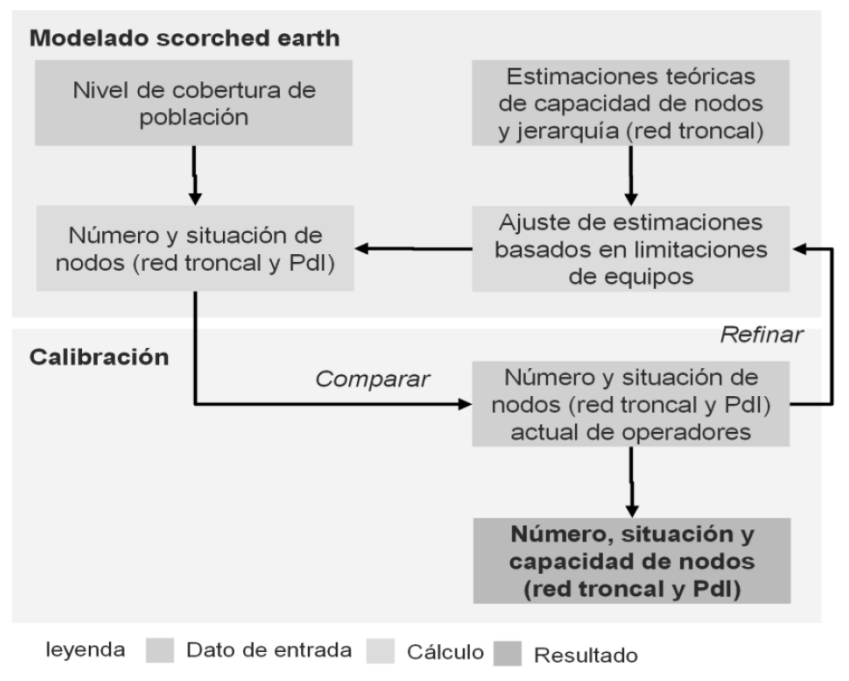 Modelado scorched earth
Nivel de cobertura de
población
Estimaciones teóricas
de capacidad de nodos
y jerarquía (red troncal)
Número y situación de
nodos (red troncal y PdI)
Ajuste de estimaciones
basados en limitaciones
de equipos
Refinar
Calibración
Comparar
Número y situación de
nodos (red troncal y PdI)
actual de operadores
Número, situación y
capacidad de nodos
(red troncal y PdI)
leyenda
Dato de entrada
Cálculo
Resultado